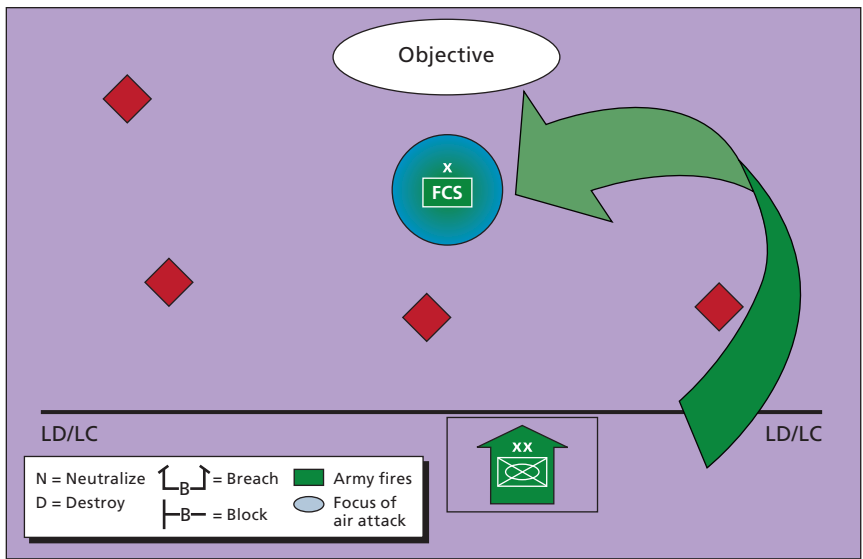 Objective
x
FCS
LD/LC
LD/LC
xx
N = Neutralize
D = Destroy
B = Breach
B = Block
Army fires
Focus of
air attack